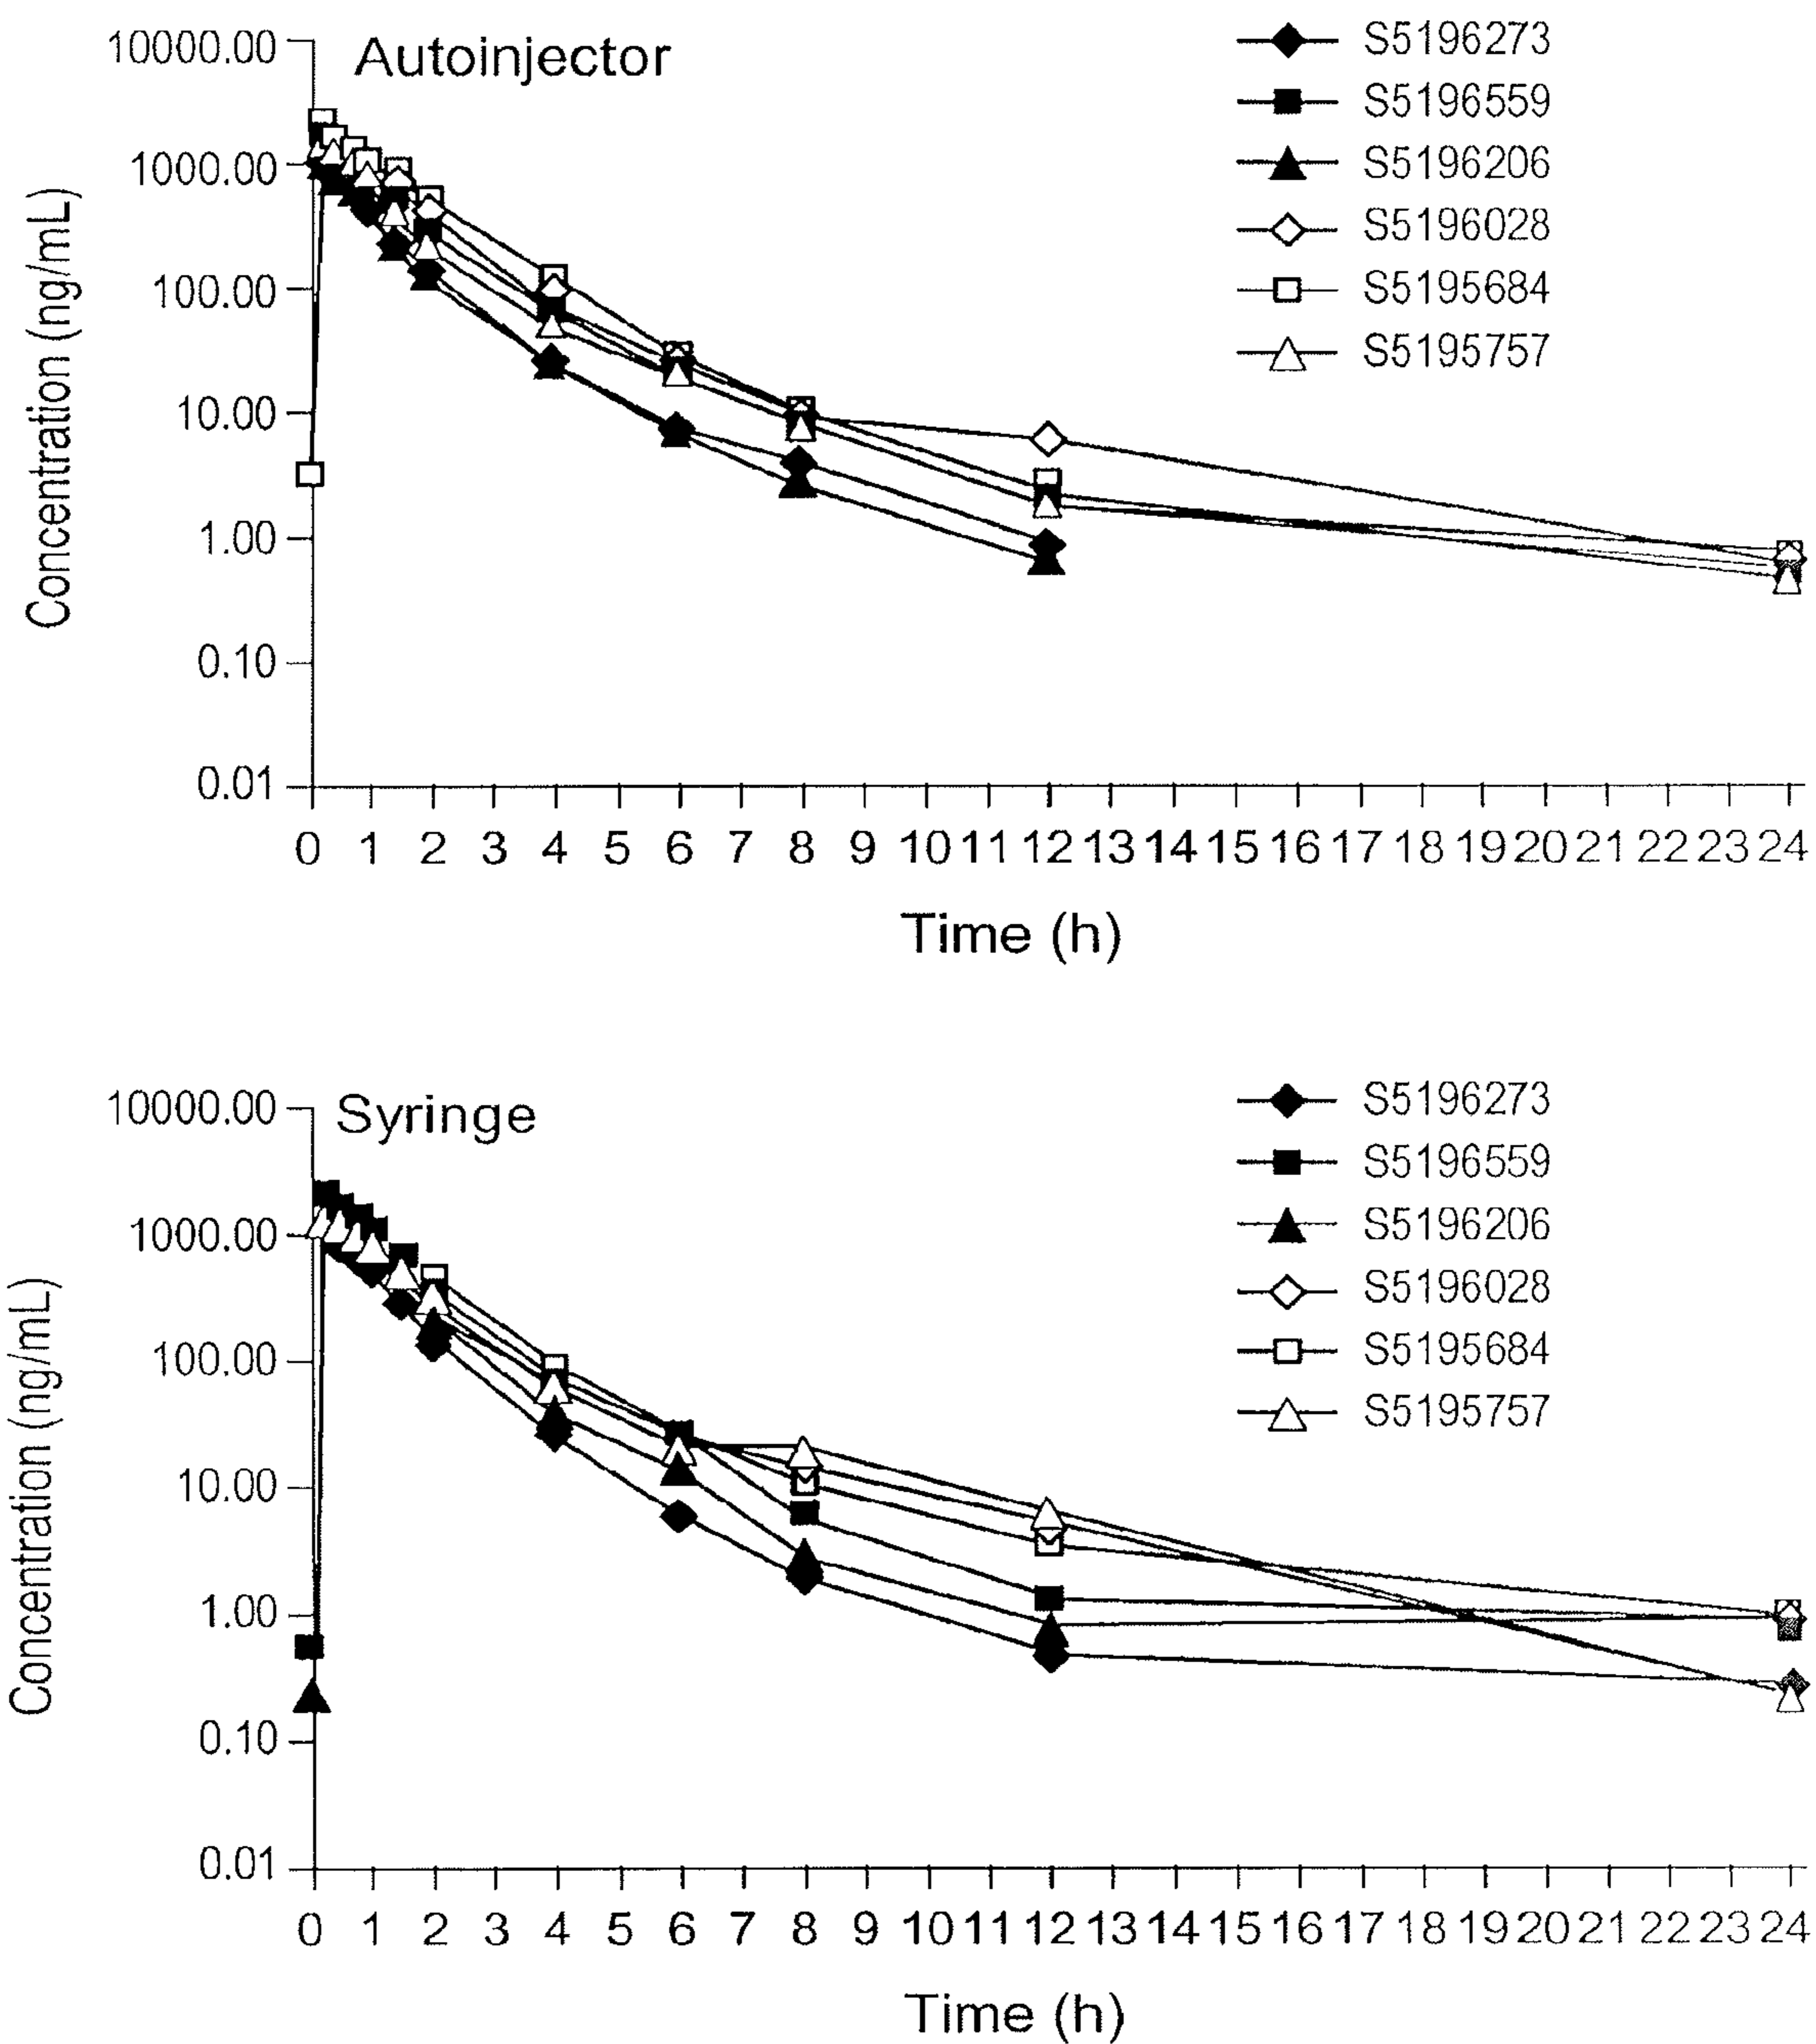 Autoinjector
10000.00
1000.00
100.00
10.00
1.00
0.10
0.01
Concentration (ng/mL)
S5196273
S5196559
S5196206
S5196028
S5195684
S5195757
0 1 2 3 4 5 6 7 8 9 10 11 12 13 14 15 16 17 18 19 20 21 22 23 24
Time (h)
Syringe
10000.00
1000.00
100.00
10.00
1.00
0.10
0.01
Concentration (ng/mL)
S5196273
S5196559
S5196206
S5196028
S5195684
S5195757
0 1 2 3 4 5 6 7 8 9 10 11 12 13 14 15 16 17 18 19 20 21 22 23 24
Time (h)